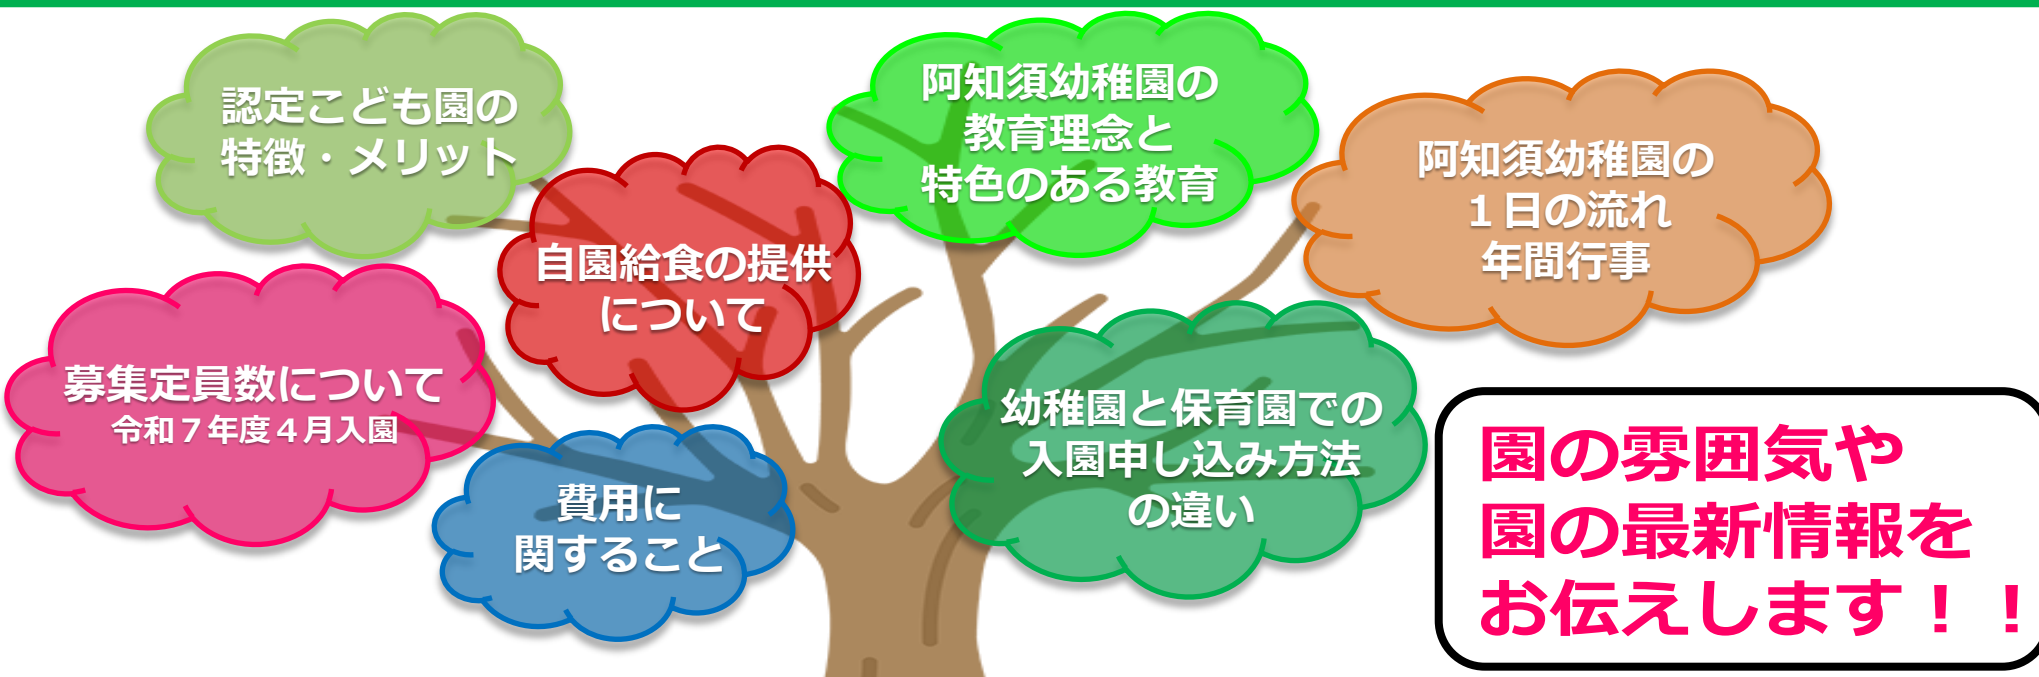 認定こども園の
特徴・メリット
阿知須幼稚園の
教育理念と
特色のある教育
阿知須幼稚園の
１日の流れ
年間行事
自園給食の提供
について
募集定員数について
令和７年度４月入園
費用に
関すること
幼稚園と保育園での
入園申し込み方法
の違い
園の雰囲気や
園の最新情報を
お伝えします！！